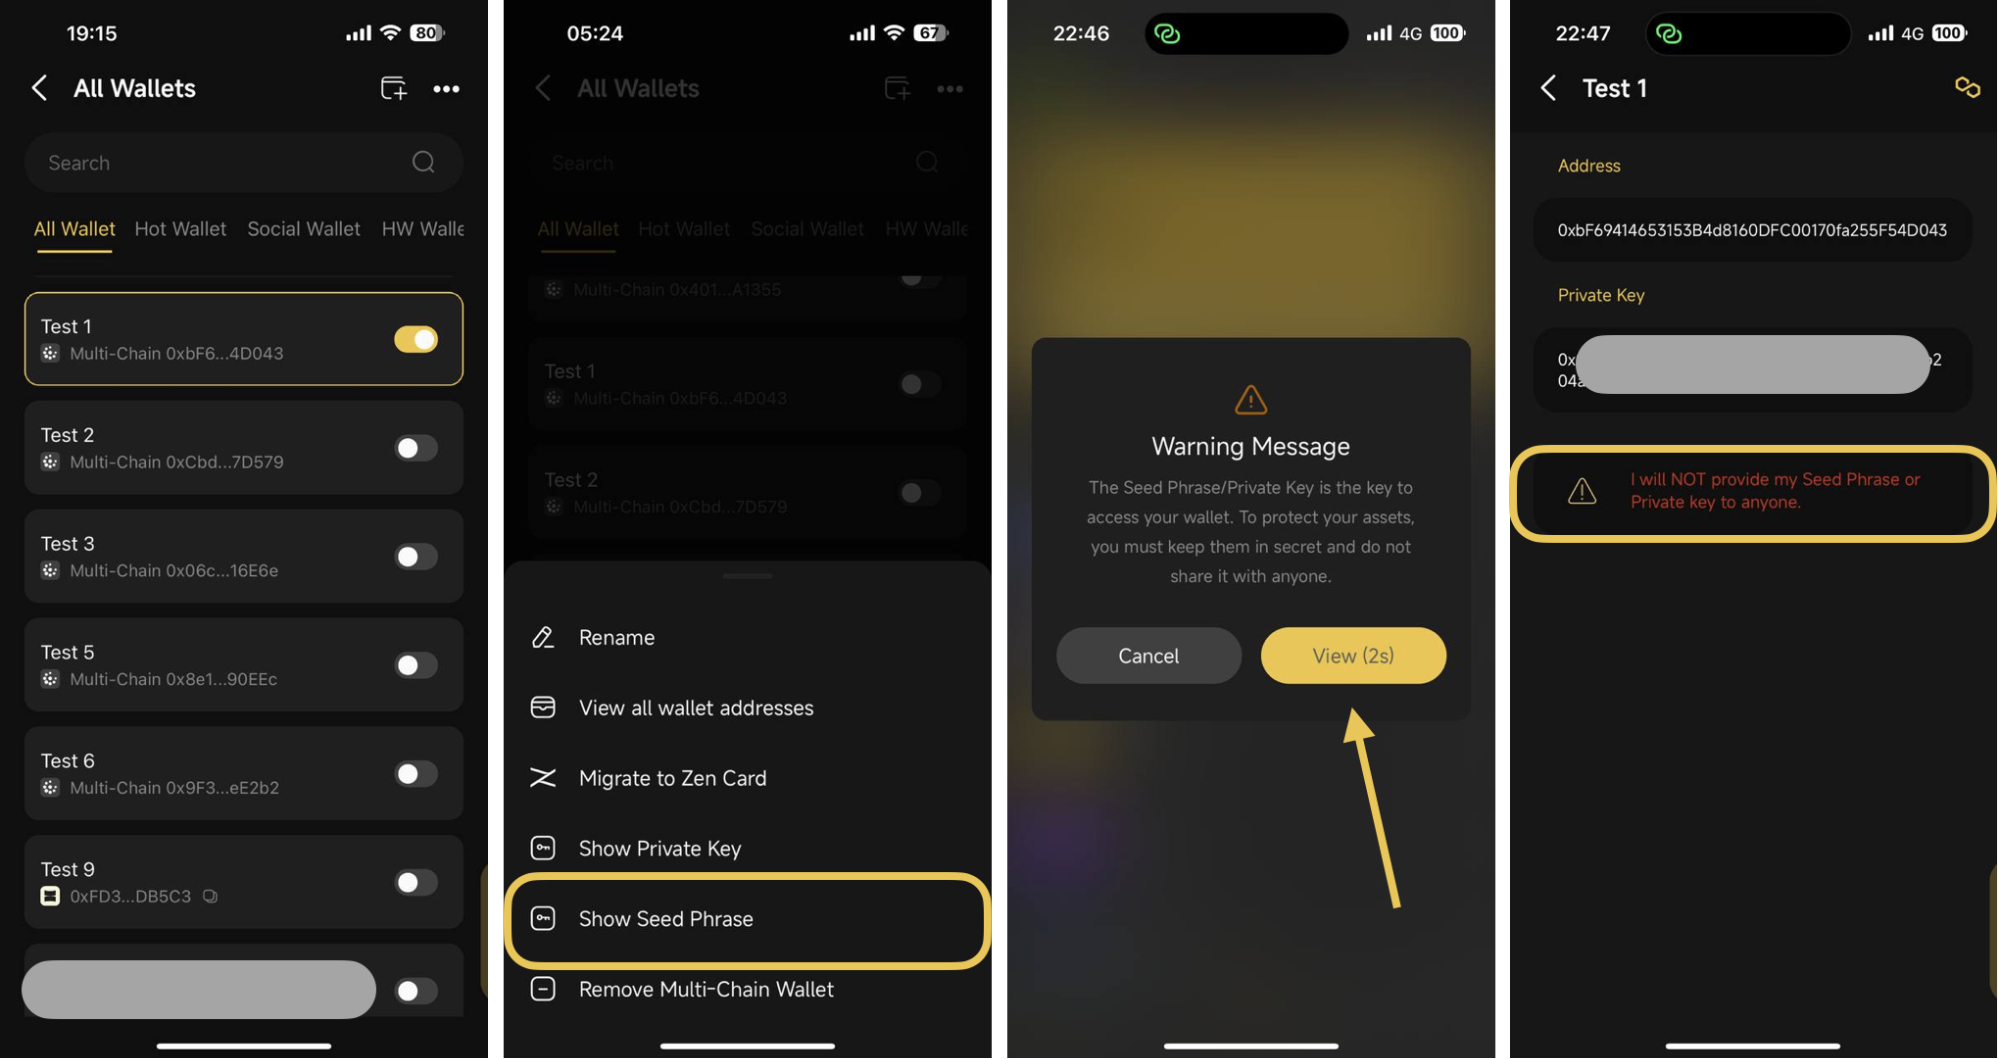 19:15
80
All Wallets
Search
All Wallet Hot Wallet Social Wallet HW Walle
Test 1
Multi-Chain 0xbF6...4D043
Test 2
Multi-Chain 0xCbd...7D579
Test 3
Multi-Chain 0x06c...16E6e
Test 5
Multi-Chain 0x8e1...90EEc
Test 6
Multi-Chain 0x9F3...eE2b2
Test 9
0xFD3...DB5C3
05:24
67
All Wallets
Search
All Wallet Hot Wallet Social Wallet HW Walle
Multi-Chain 0x401...A1355
Test 1
Multi-Chain 0xbF6...4D043
Test 2
Multi-Chain 0xCbd...7D579
Rename
View all wallet addresses
Migrate to Zen Card
Show Private Key
Show Seed Phrase
Remove Multi-Chain Wallet
22:46
4G 100
Warning Message
The Seed Phrase/Private Key is the key to
access your wallet. To protect your assets,
you must keep them in secret and do not
share it with anyone.
Cancel
View (2s)
22:47
4G 100
Test 1
Address
0xbF69414653153B4d8160DFC00170fa255F54D043
Private Key
0x
2
04
I will NOT provide my Seed Phrase or
Private key to anyone.